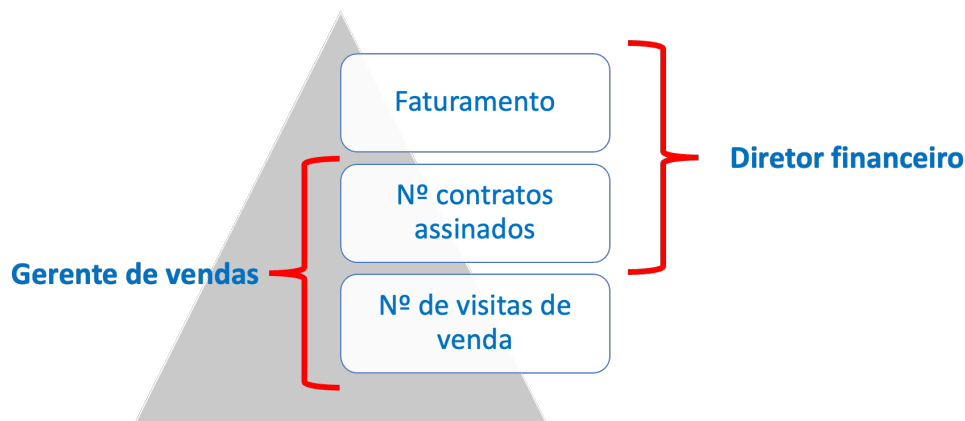 Faturamento
Diretor financeiro
Nº contratos
assinados
Gerente de vendas
Nº de visitas de
venda